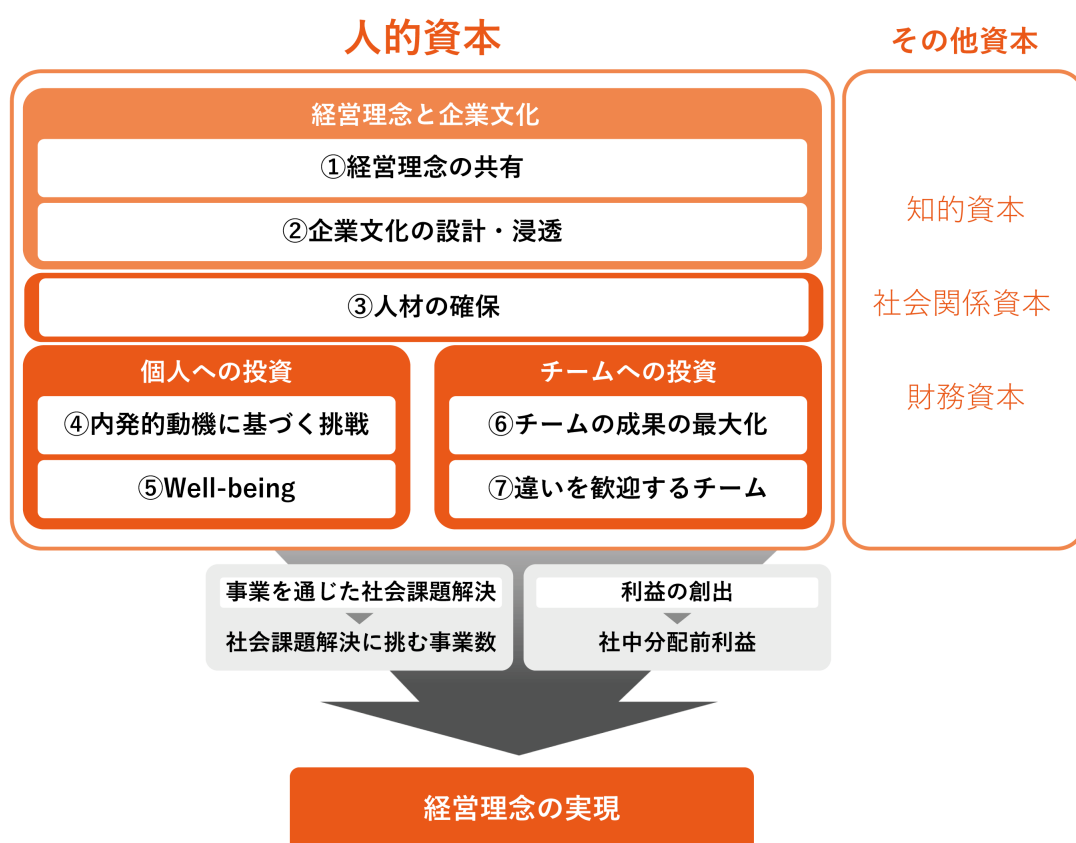 人的資本
経営理念と企業文化
①経営理念の共有
②企業文化の設計・浸透
③人材の確保
個人への投資
④内発的動機に基づく挑戦
⑤Well-being
チームへの投資
⑥チームの成果の最大化
⑦違いを歓迎するチーム
その他資本
知的資本
社会関係資本
財務資本
事業を通じた社会課題解決
社会課題解決に挑む事業数
利益の創出
社中分配前利益
経営理念の実現